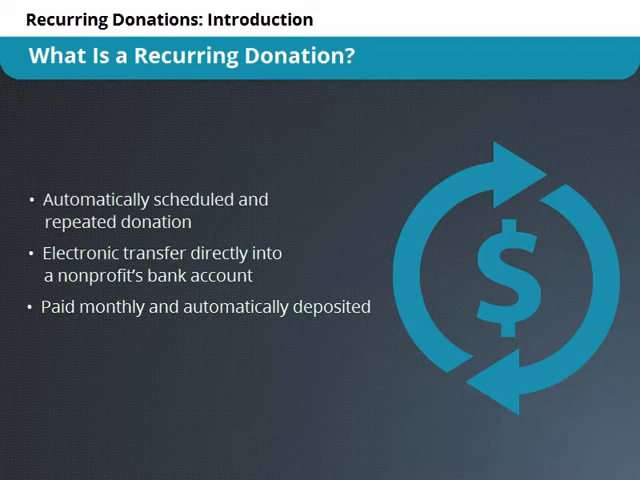 Recurring Donations: Introduction
What Is a Recurring Donation?
• Automatically scheduled and
repeated donation
• Electronic transfer directly into
a nonprofit’s bank account
• Paid monthly and automatically deposited
$